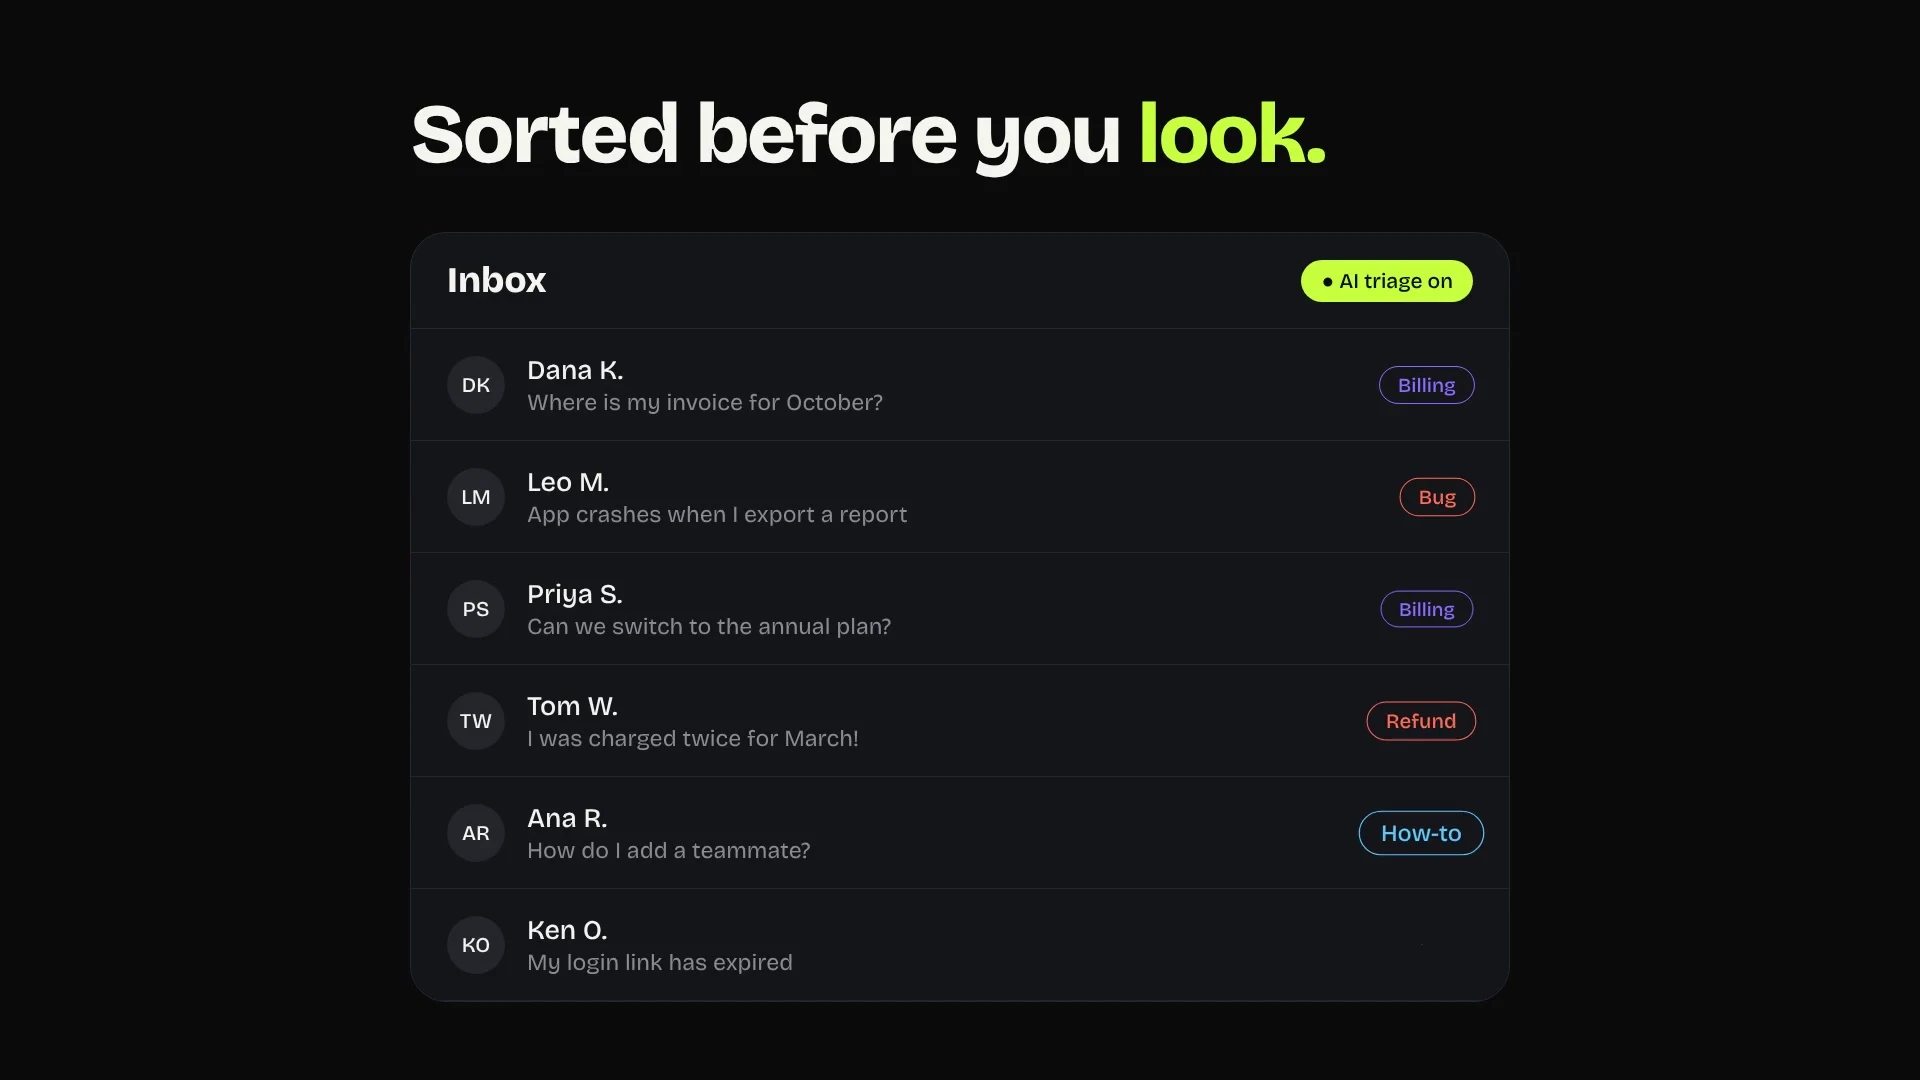 Sorted before you look.
Inbox
• AI triage on
DK
Dana K.
Where is my invoice for October?
Billing
LM
Leo M.
App crashes when I export a report
Bug
PS
Priya S.
Can we switch to the annual plan?
Billing
TW
Tom W.
I was charged twice for March!
Refund
AR
Ana R.
How do I add a teammate?
How-to
KO
Ken O.
My login link has expired